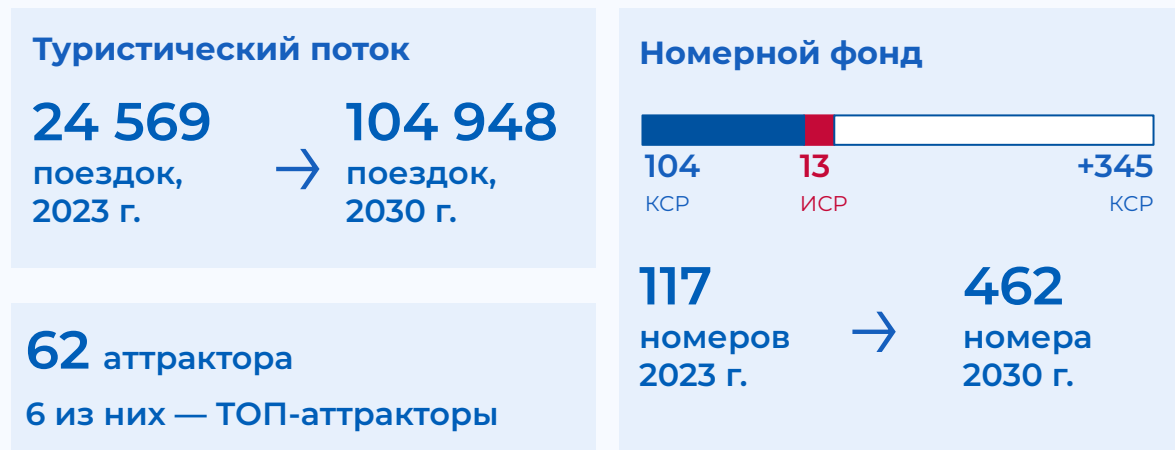 Туристический поток
24 569
поездок,
2023 г.
→
104 948
поездок,
2030 г.
62 аттрактора
6 из них — ТОП-аттракторы
Номерной фонд
104
КСР
13
ИСР
+345
КСР
117
номеров
2023 г.
→
462
номера
2030 г.